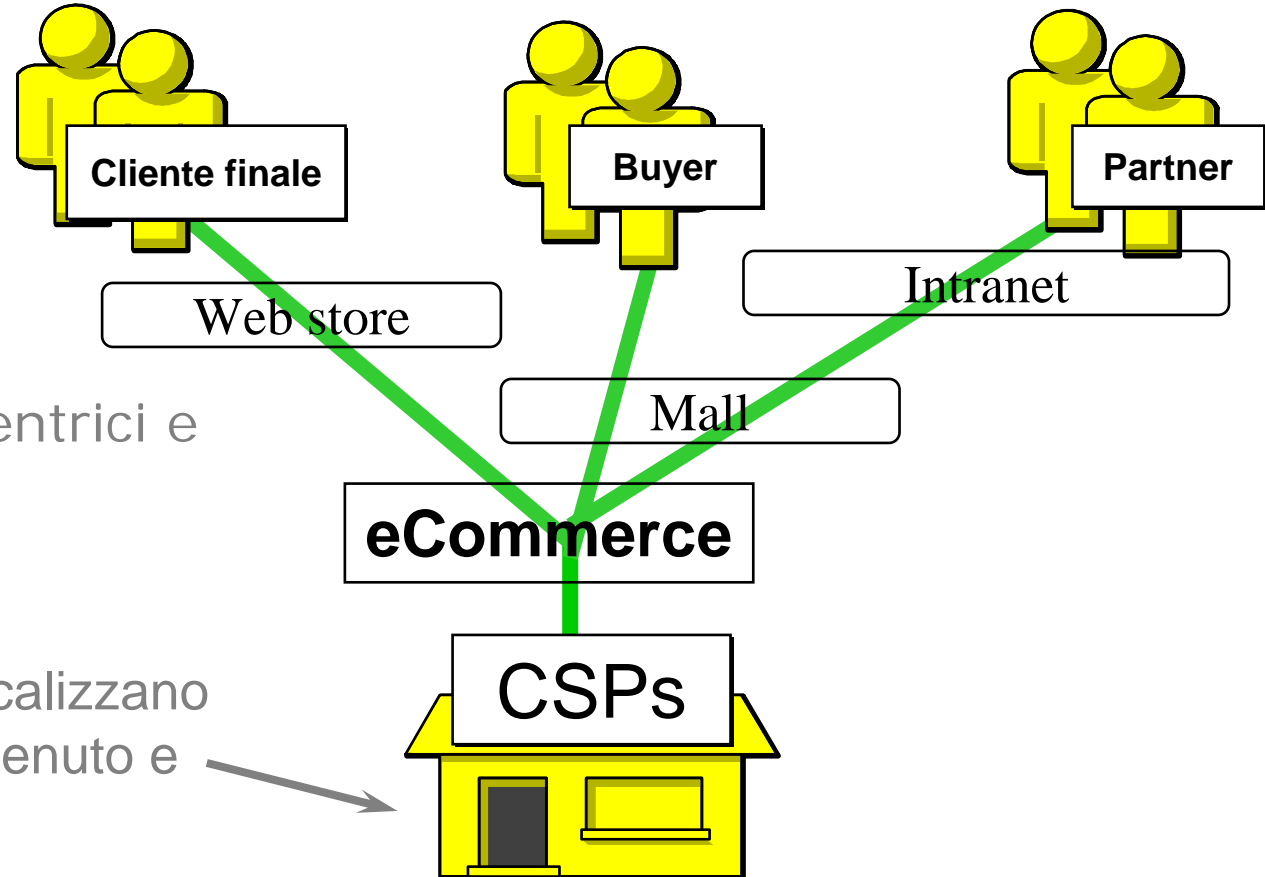 Cliente finale
Buyer
Partner
Web store
Intranet
Mall
entrici e
eCommerce
CSPs
calizzano
enuto e